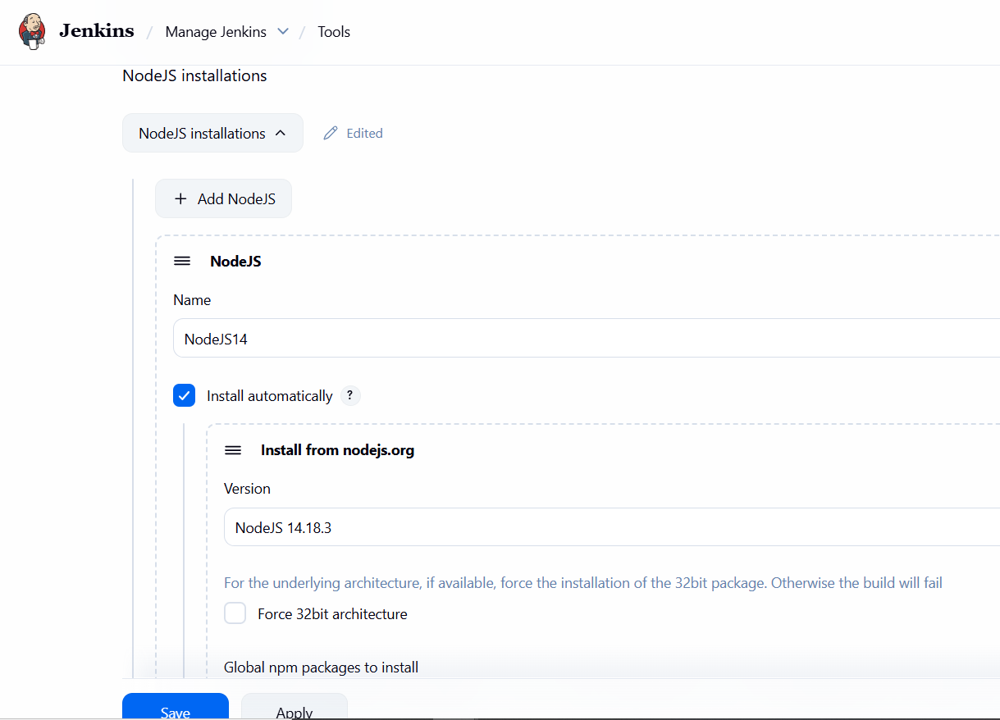 Jenkins / Manage Jenkins / Tools
NodeJS installations
NodeJS installations Edited
+ Add NodeJS
NodeJS
Name
NodeJS14
Install automatically ?
Install from nodejs.org
Version
NodeJS 14.18.3
For the underlying architecture, if available, force the installation of the 32bit package. Otherwise the build will fail
Force 32bit architecture
Global npm packages to install
Save Apply